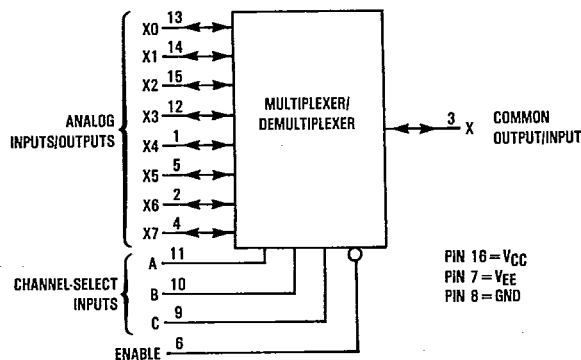 X0 13
X1 14
X2 15
X3 12
X4 1
X5 5
X6 2
X7 4
ANALOG
INPUTS/OUTPUTS
MULTIPLEXER/
DEMULTIPLEXER
3 X
COMMON
OUTPUT/INPUT
A 11
B 10
C 9
CHANNEL-SELECT
INPUTS
ENABLE 6
PIN 16 = VCC
PIN 7 = VEE
PIN 8 = GND